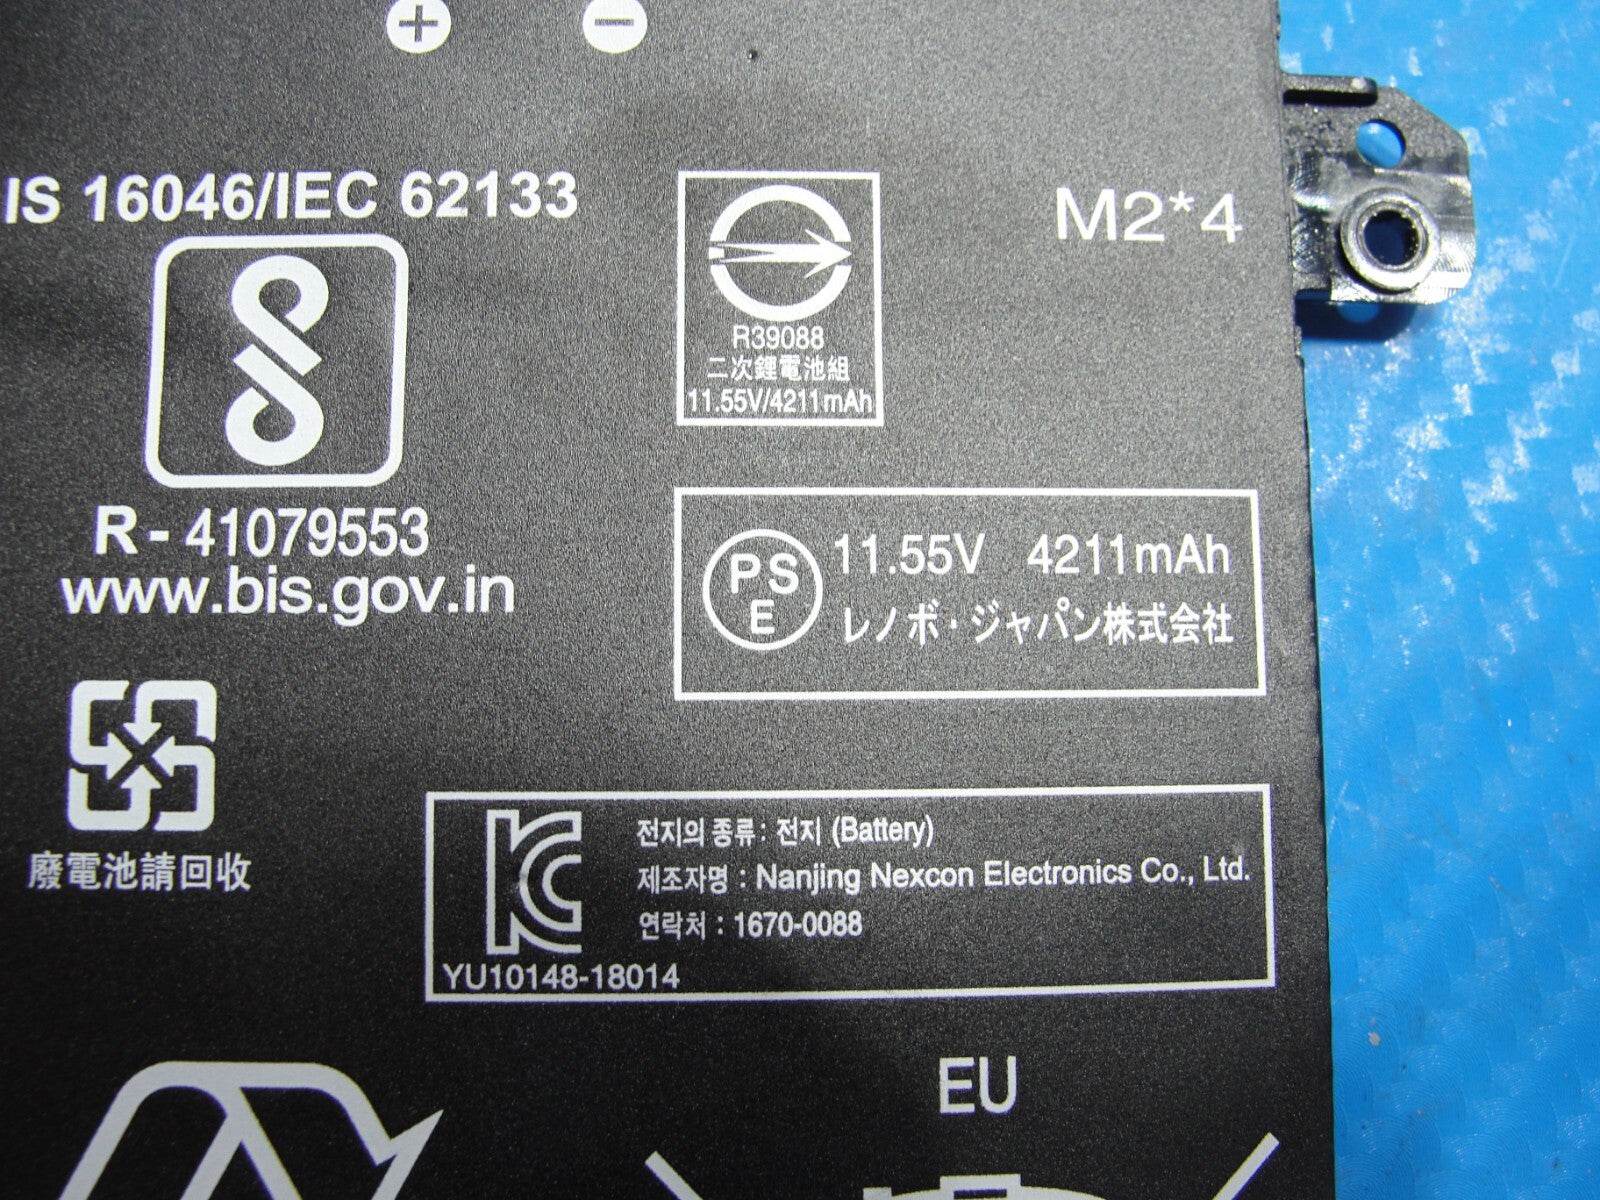 IS 16046/IEC 62133
R - 41079553
www.bis.gov.in
R39088
二次鋰電池組
11.55V/4211mAh
M2*4
PS
E
11.55V 4211mAh
レノボ・ジャパン株式会社
廢電池請回收
전지의 종류 : 전지 (Battery)
제조자명 : Nanjing Nexcon Electronics Co., Ltd.
연락처 : 1670-0088
YU10148-18014
EU